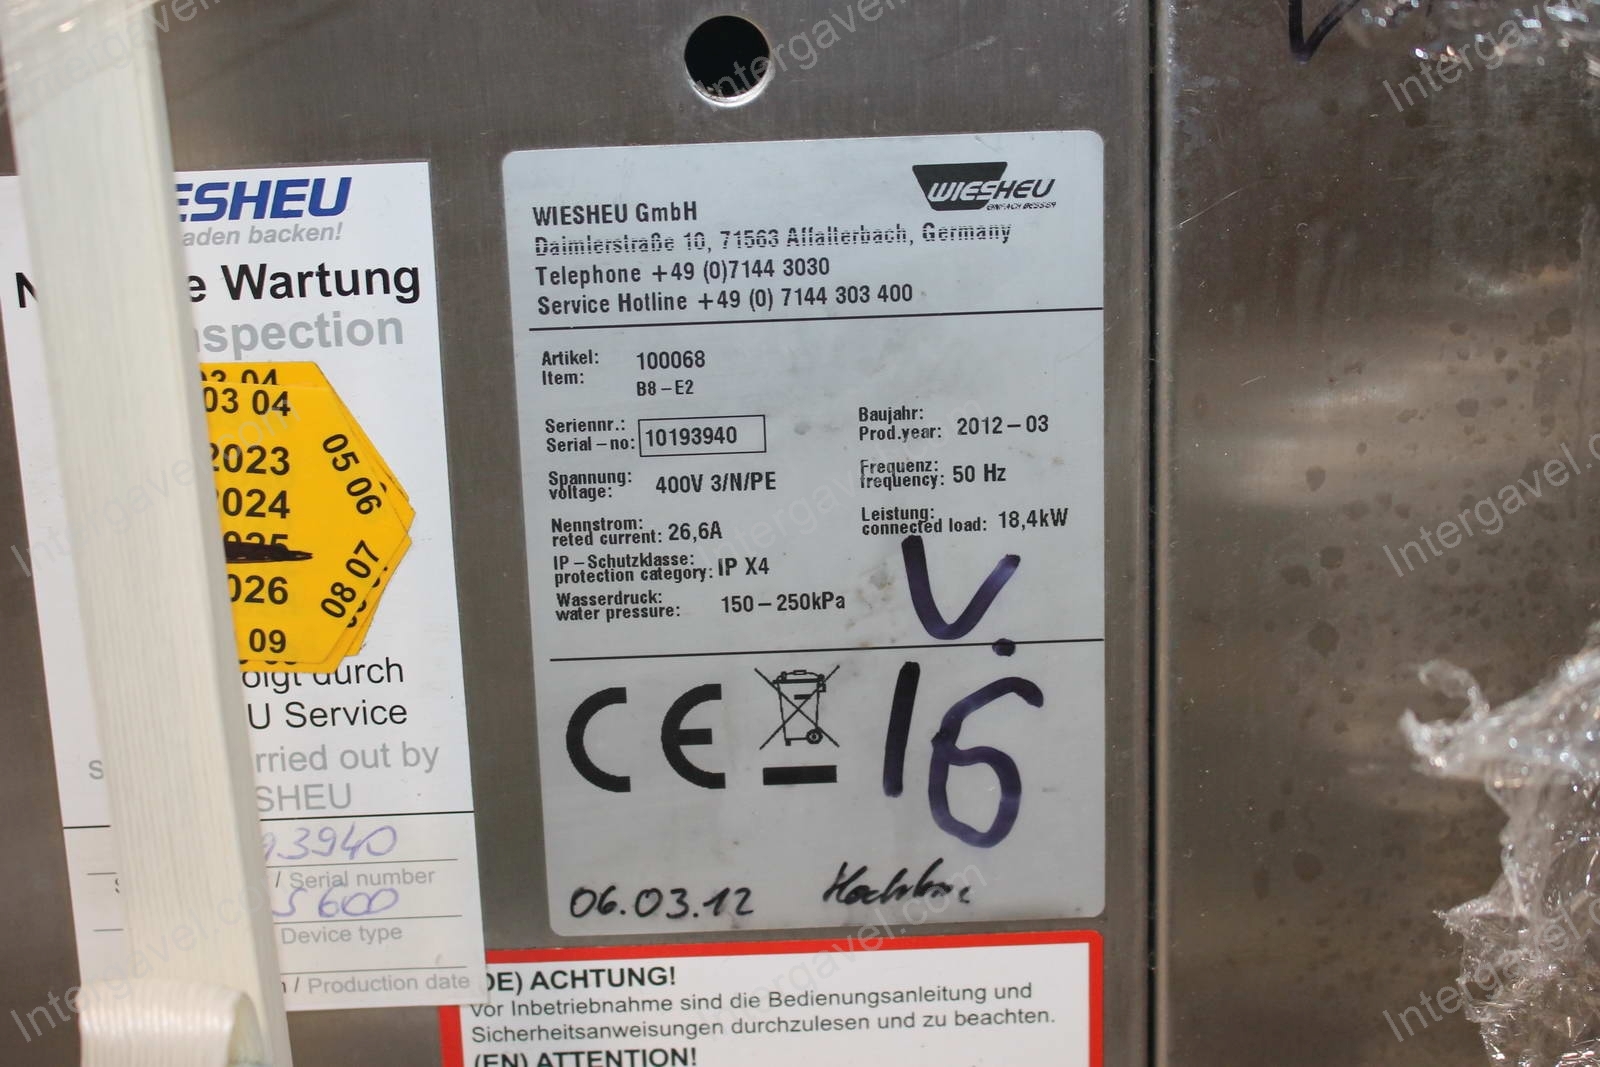 ESHEU
aden backen!
e Wartung
spection
03 04
03 04
2023
2024
026
09
05 06
08 07
olgt durch
U Service
rried out by
SHEU
93940
/ Serial number
S 600
Device type
/ Production date
WIESHEU
EINFACH BESSER
WIESHEU GmbH
Daimlerstraße 10, 71563 Affalterbach, Germany
Telephone +49 (0)7144 3030
Service Hotline +49 (0) 7144 303 400
Artikel: 100068
Item: B8-E2
Seriennr.:
Serial-no: 10193940
Baujahr:
Prod.year: 2012-03
Spannung:
voltage: 400V 3/N/PE
Frequenz:
frequency: 50 Hz
Nennstrom:
reted current: 26,6A
Leistung:
connected load: 18,4kW
IP-Schutzklasse:
protection category: IP X4
Wasserdruck:
water pressure: 150-250kPa
V.
16
CE
06.03.12
(DE) ACHTUNG!
Vor Inbetriebnahme sind die Bedienungsanleitung und
Sicherheitsanweisungen durchzulesen und zu beachten.
(EN) ATTENTION!
Intergavel.com